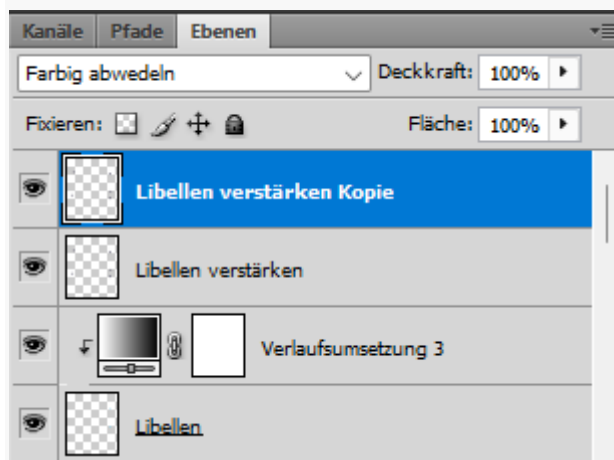 Kanäle Pfade Ebenen
Farbig abwedeln Deckkraft: 100%
Fixieren: Fläche: 100%
Libellen verstärken Kopie
Libellen verstärken
Verlaufsumsetzung 3
Libellen